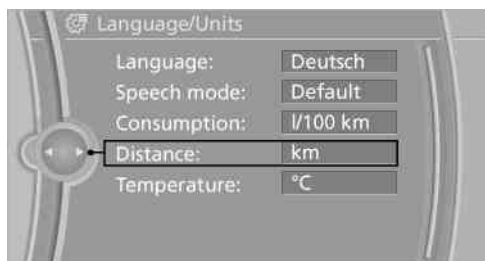 Language/Units
Language: Deutsch
Speech mode: Default
Consumption: l/100 km
Distance: km
Temperature: °C